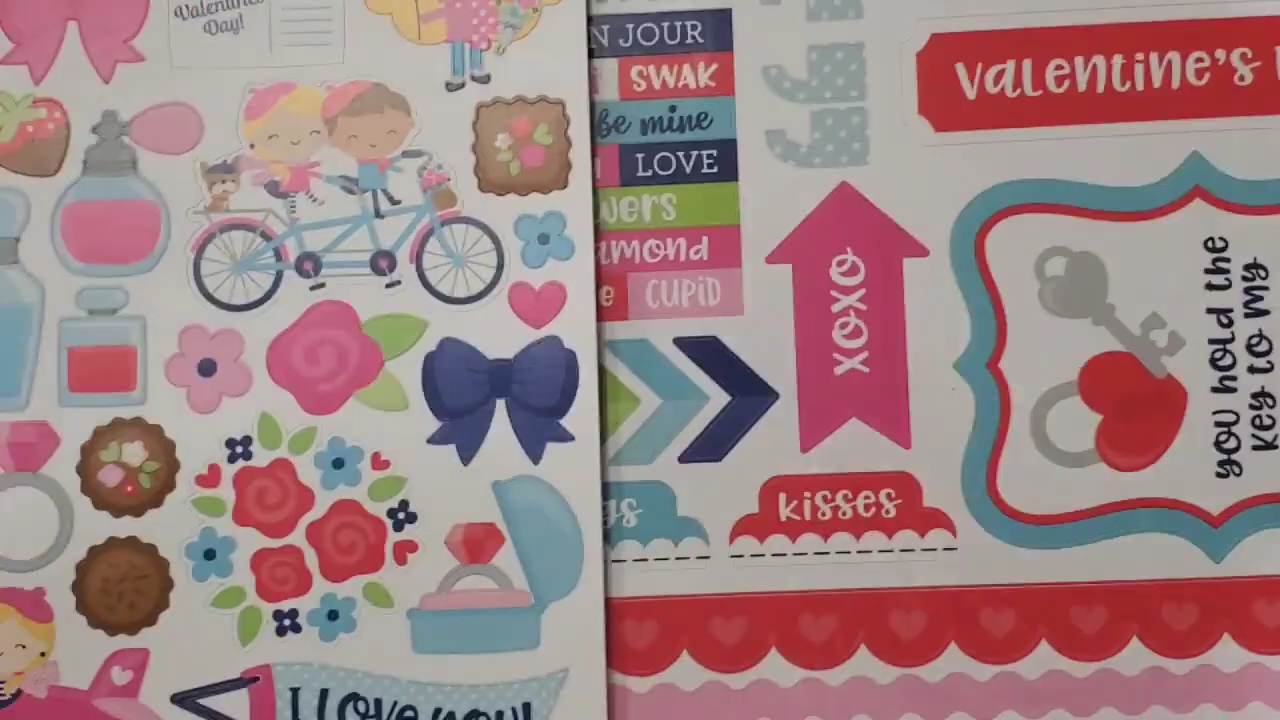 Valentine's
Day!
I love you!
N JOUR
SWAK
be mine
LOVE
amond
CUPID
xoxo
kisses
Valentine's
you hold the
key to my